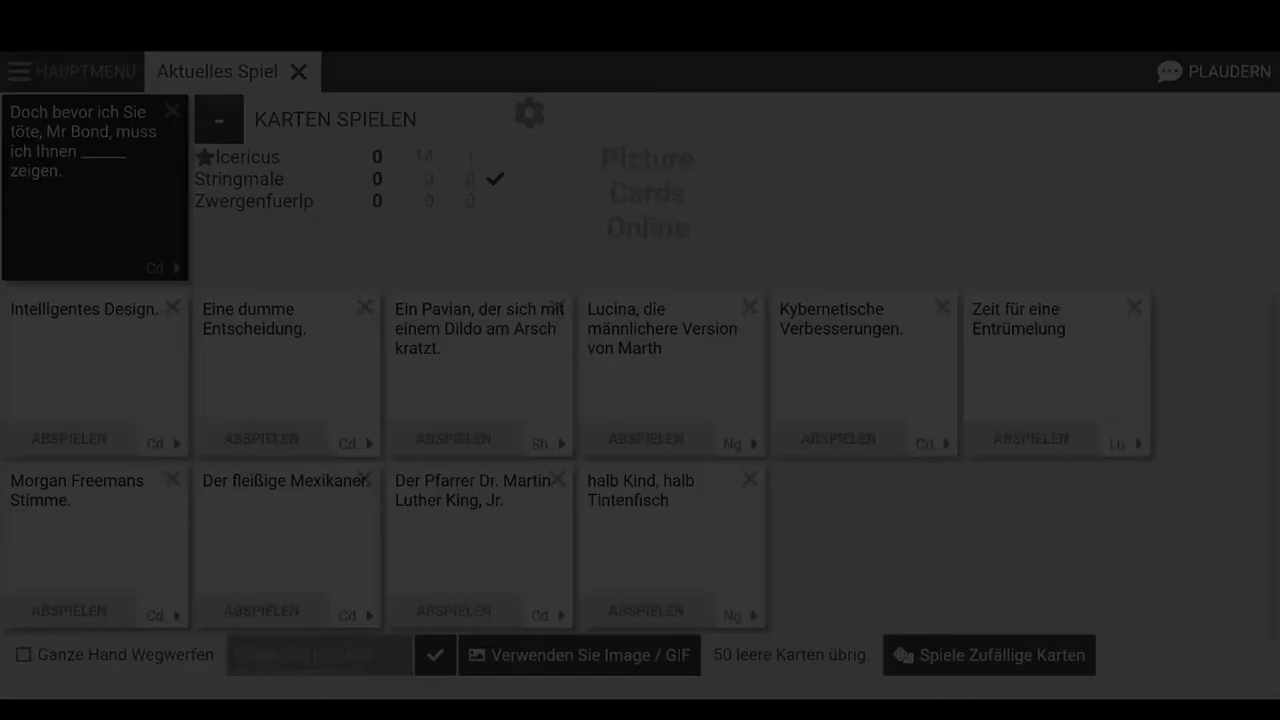 HAUPTMENÜ
Aktuelles Spiel
PLAUDERN
Doch bevor ich Sie
töte, Mr Bond, muss
ich Ihnen ______
zeigen.
Cd
-
KARTEN SPIELEN
Icericus 0 14 1
Stringmale 0 0
Zwergenfuerlp 0 0 0
Picture
Cards
Online
Intelligentes Design.
ABSPIELEN Cd
Eine dumme
Entscheidung.
ABSPIELEN Cd...
Ein Pavian, der sich mit
einem Dildo am Arsch
kratzt.
ABSPIELEN Sh
Lucina, die
männlichere Version
von Marth
ABSPIELEN Ng
Kybernetische
Verbesserungen.
ABSPIELEN Cd
Zeit für eine
Entrümelung
ABSPIELEN Lu
Morgan Freemans
Stimme.
ABSPIELEN Cd
Der fleißige Mexikaner.
ABSPIELEN Cd
Der Pfarrer Dr. Martin
Luther King, Jr.
ABSPIELEN Cd
halb Kind, halb
Tintenfisch
ABSPIELEN Ng
Ganze Hand Wegwerfen
Verwenden Sie Image / GIF
50 leere Karten übrig.
Spiele Zufällige Karten